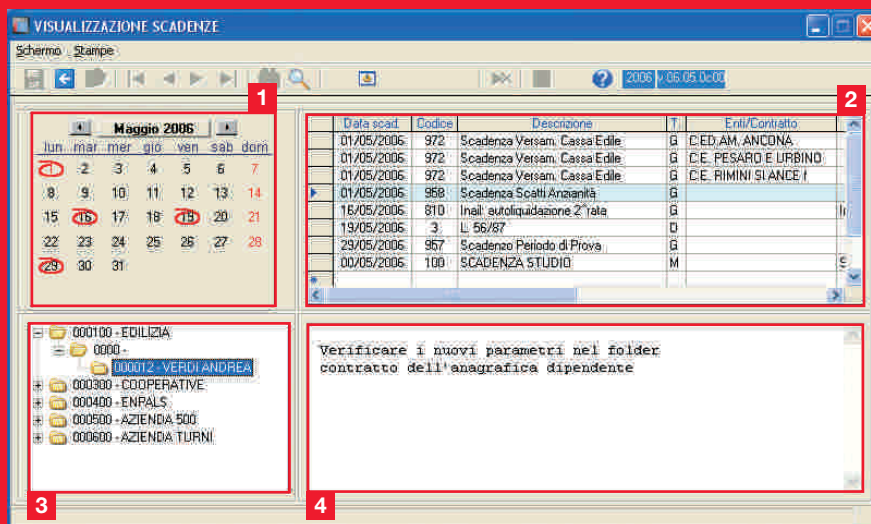 VISUALIZZAZIONE SCADENZE
Schermo Stampe
2006 v.06.05.0c00
1
Maggio 2006
lun mar mer gio ven sab dom
1 2 3 4 5 6 7
8 9 10 11 12 13 14
15 16 17 18 19 20 21
22 23 24 25 26 27 28
29 30 31
2
Data scad. Codice Descrizione T. Enti/Contratto
01/05/2006 972 Scadenza Versam. Cassa Edile G C.ED.AM. ANCONA
01/05/2006 972 Scadenza Versam. Cassa Edile G C.E. PESARO E URBINO
01/05/2006 972 Scadenza Versam. Cassa Edile G C.E. RIMINI
01/05/2006 958 Scadenza Scatti Anzianità G
16/05/2006 810 Inail: autoliquidazione 2^rata G
19/05/2006 3 L. 56/87 D
29/05/2006 957 Scadenzo Periodo di Prova G
00/05/2006 100 SCADENZA STUDIO M
000100 - EDILIZIA
0000 -
000012 - VERDI ANDREA
000300 - COOPERATIVE
000400 - ENPALS
000500 - AZIENDA 500
000600 - AZIENDA TURNI
3
Verificare i nuovi parametri nel folder
contratto dell'anagrafica dipendente
4